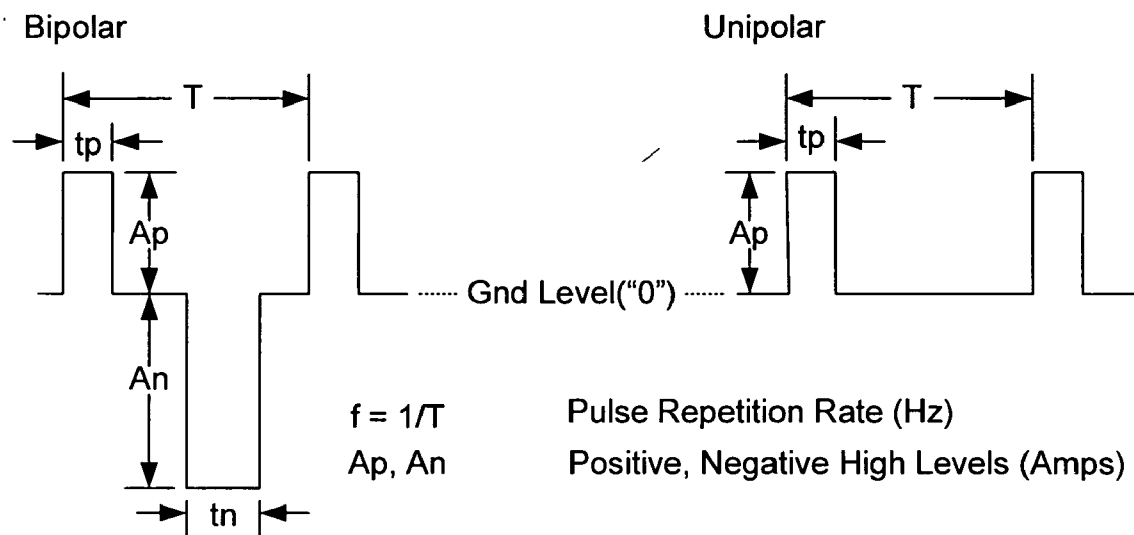 Bipolar
Unipolar
T
T
tp
tp
Ap
Ap
Gnd Level("0")
An
f = 1/T Pulse Repetition Rate (Hz)
Ap, An Positive, Negative High Levels (Amps)
tn